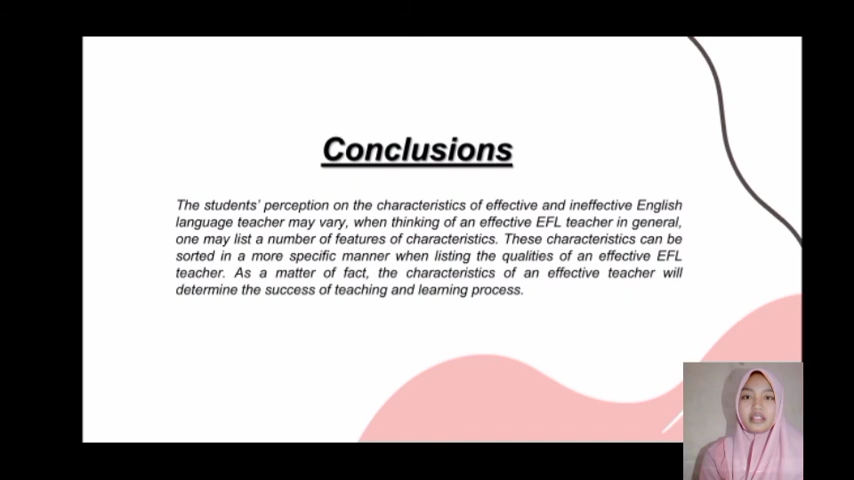 Conclusions
The students' perception on the characteristics of effective and ineffective English
language teacher may vary, when thinking of an effective EFL teacher in general,
one may list a number of features of characteristics. These characteristics can be
sorted in a more specific manner when listing the qualities of an effective EFL
teacher. As a matter of fact, the characteristics of an effective teacher will
determine the success of teaching and learning process.